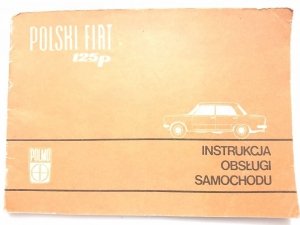 POLSKI FIAT
125p
INSTRUKCJA
OBSŁUGI
SAMOCHODU
POLMO